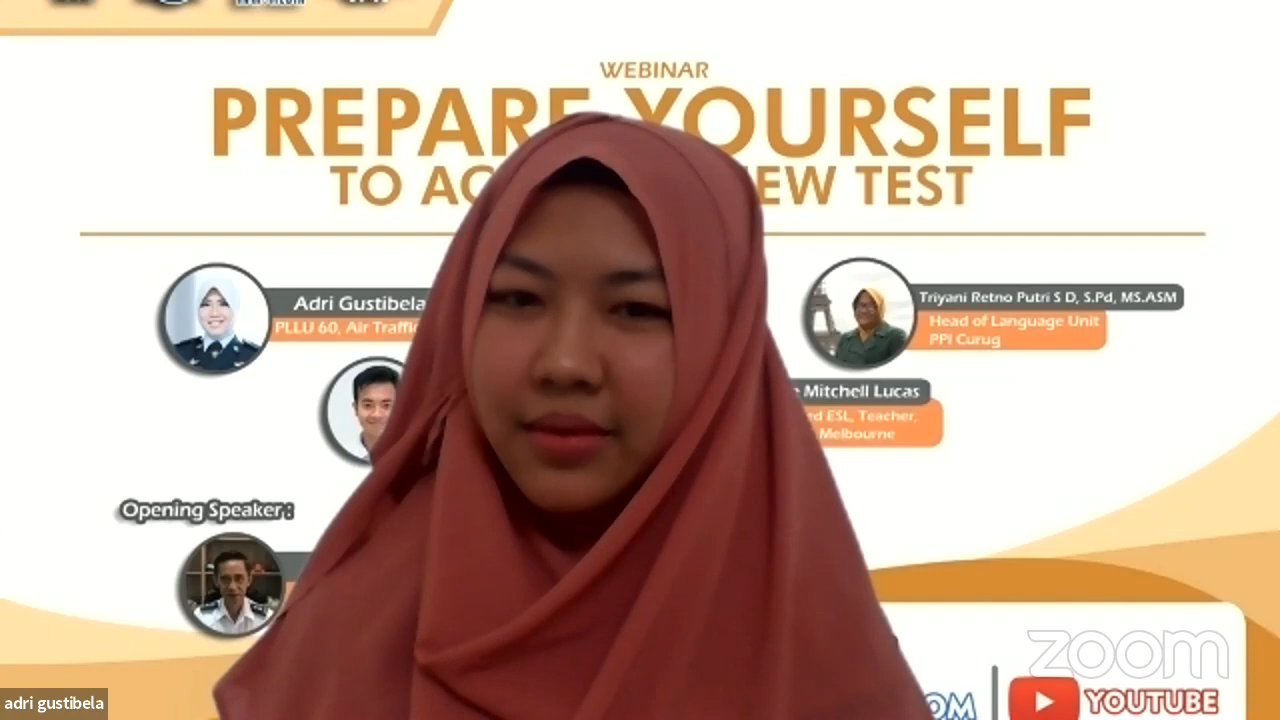 WEBINAR
PREPARE YOURSELF
TO AC EW TEST
Adri Gustibela
PLLU 60, Air Traffic
Triyani Retno Putri S D, S.Pd, MS.ASM
Head of Language Unit
PPI Curug
Mitchell Lucas
ed ESL, Teacher,
Melbourne
Opening Speaker :
zoom
OM
YOUTUBE
adri gustibela